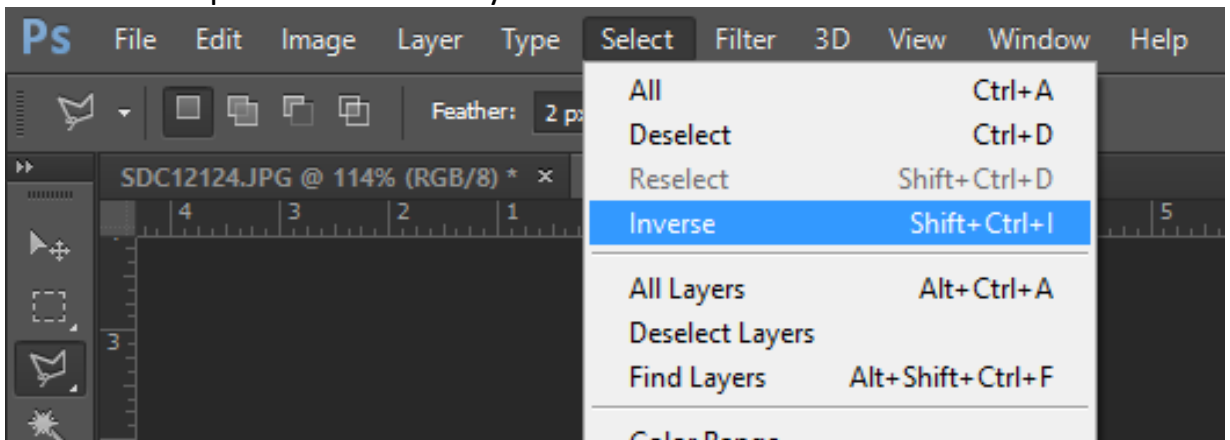 Ps File Edit Image Layer Type Select Filter 3D View Window Help
Feather: 2 px
All Ctrl+A
Deselect Ctrl+D
SDC12124.JPG @ 114% (RGB/8) * ×
Reselect Shift+Ctrl+D
4 3 2 1 5
Inverse Shift+Ctrl+I
All Layers Alt+Ctrl+A
Deselect Layers
3
Find Layers Alt+Shift+Ctrl+F
Color Range